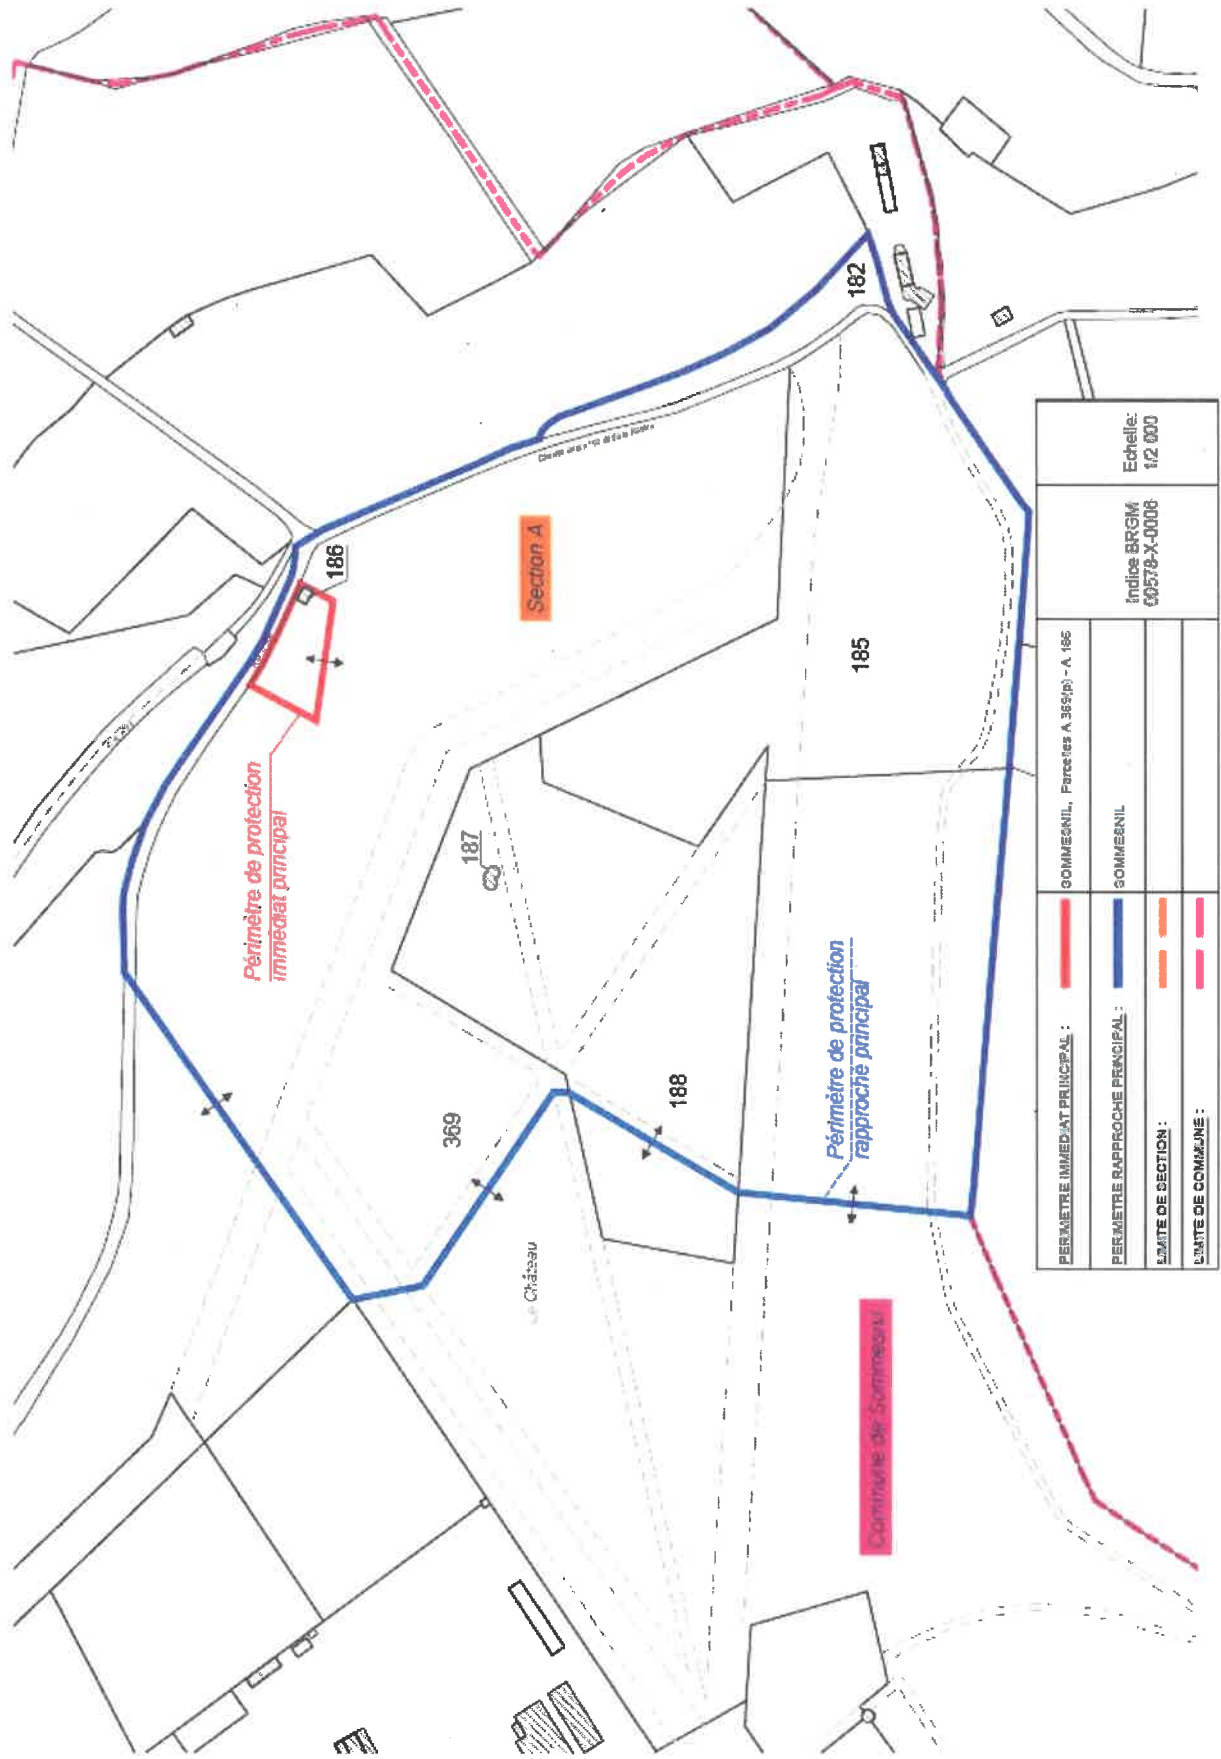 186
Section A
182
Périmètre de protection
immédiat principal
187
185
369
188
Périmètre de protection
rapproché principal
Le Château
Commune de Sommesnil
PERIMETRE IMMEDIAT PRINCIPAL :
SOMMESNIL, Parcelles A 369(p) - A 186
PERIMETRE RAPPROCHE PRINCIPAL :
SOMMESNIL
LIMITE DE SECTION :
LIMITE DE COMMUNE :
Indice BRGM
00578-X-0008
Echelle:
1/2 000